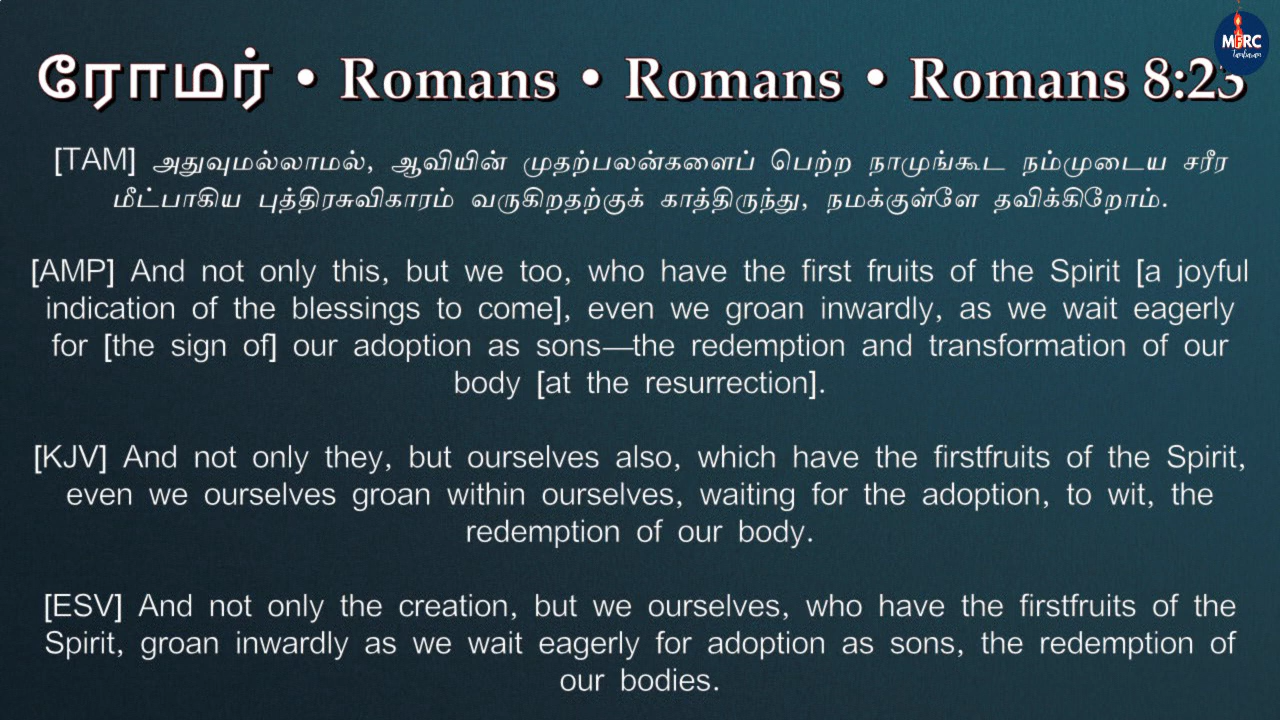 ரோமர் • Romans • Romans • Romans 8:23
MFRC
Tambaram
[TAM] அதுவுமல்லாமல், ஆவியின் முதற்பலன்களைப் பெற்ற நாமுங்கூட நம்முடைய சரீர
மீட்பாகிய புத்திரசுவிகாரம் வருகிறதற்குக் காத்திருந்து, நமக்குள்ளே தவிக்கிறோம்.
[AMP] And not only this, but we too, who have the first fruits of the Spirit [a joyful
indication of the blessings to come], even we groan inwardly, as we wait eagerly
for [the sign of] our adoption as sons—the redemption and transformation of our
body [at the resurrection].
[KJV] And not only they, but ourselves also, which have the firstfruits of the Spirit,
even we ourselves groan within ourselves, waiting for the adoption, to wit, the
redemption of our body.
[ESV] And not only the creation, but we ourselves, who have the firstfruits of the
Spirit, groan inwardly as we wait eagerly for adoption as sons, the redemption of
our bodies.